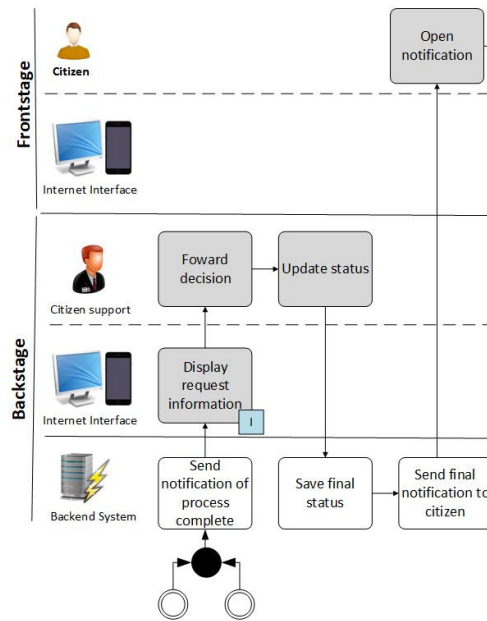 Frontstage
Citizen
Open
notification
Internet Interface
Backstage
Citizen support
Foward
decision
Update status
Internet Interface
Display
request
information
I
Backend System
Send
notification of
process
complete
Save final
status
Send final
notification to
citizen